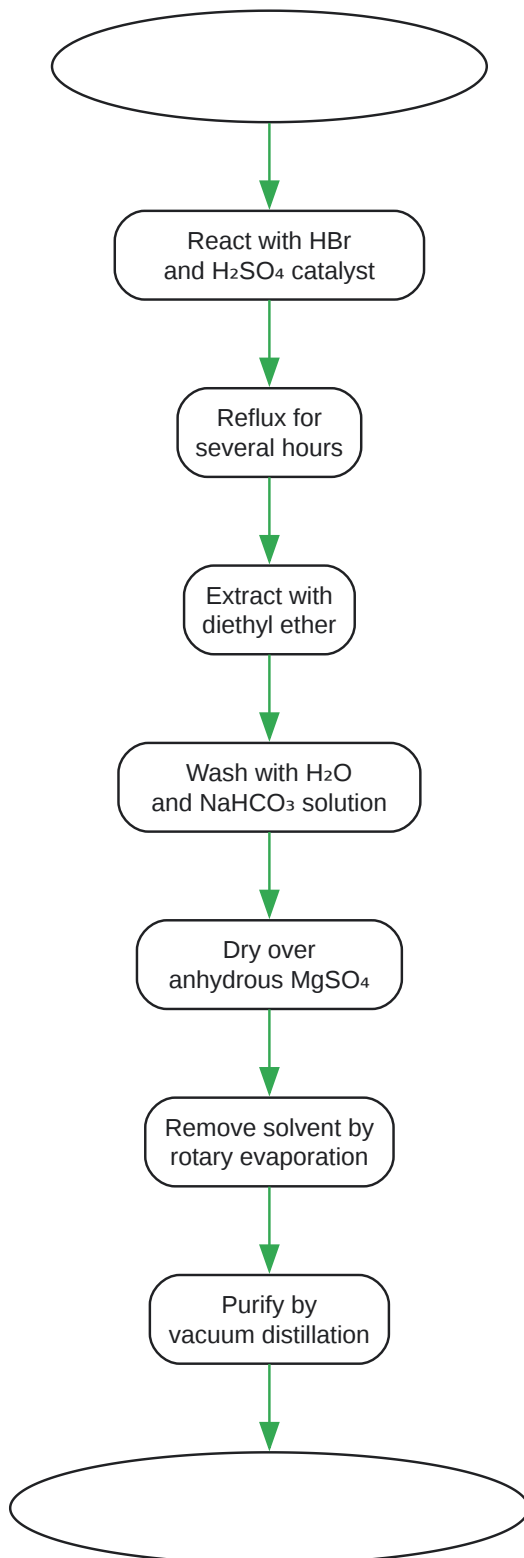 React with HBr
and H₂SO₄ catalyst
Reflux for
several hours
Extract with
diethyl ether
Wash with H₂O
and NaHCO₃ solution
Dry over
anhydrous MgSO₄
Remove solvent by
rotary evaporation
Purify by
vacuum distillation